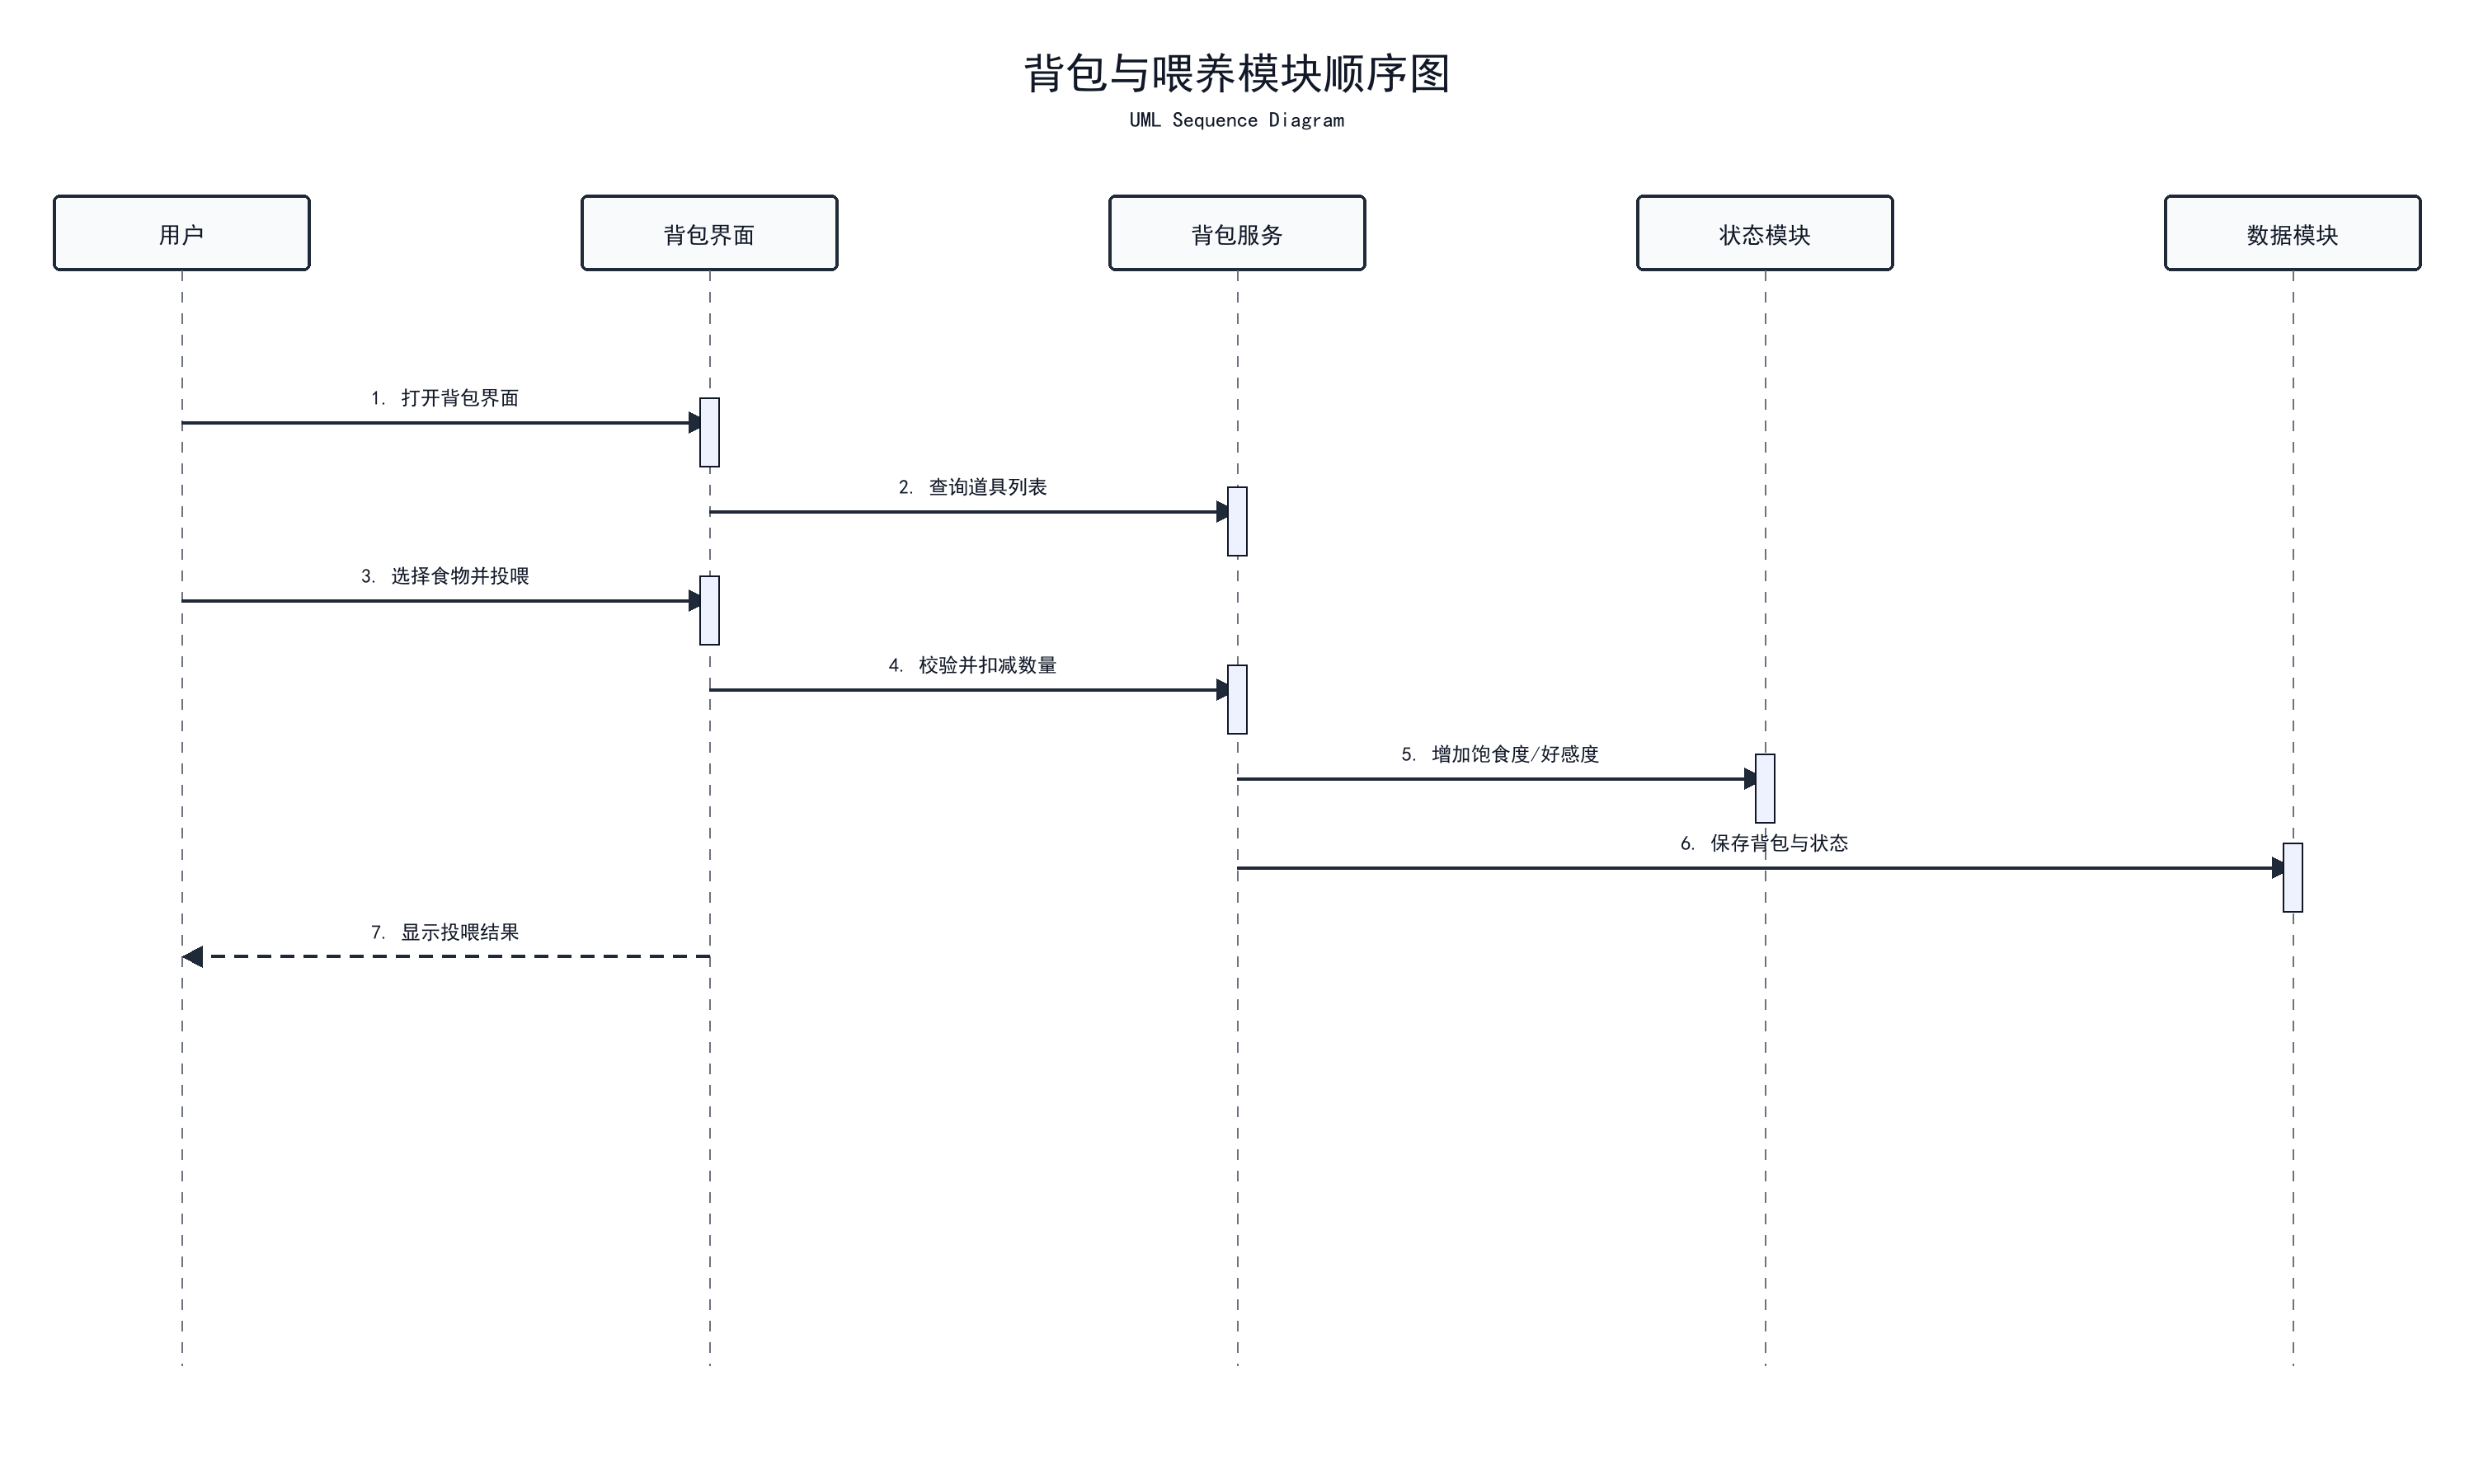 背包与喂养模块顺序图
UML Sequence Diagram
用户
背包界面
背包服务
状态模块
数据模块
1. 打开背包界面
2. 查询道具列表
3. 选择食物并投喂
4. 校验并扣减数量
5. 增加饱食度/好感度
6. 保存背包与状态
7. 显示投喂结果